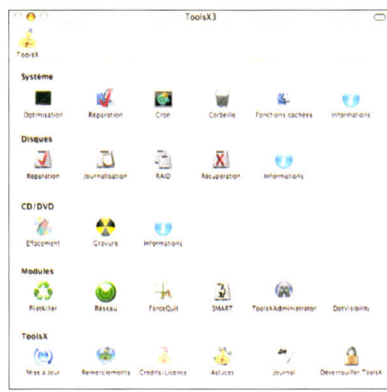 ToolsX3
ToolsX
Système
Optimisation Réparation Cron Corbeille Fonctions cachées Informations
Disques
Réparation Journalisation RAID Récupération Informations
CD/DVD
Effacement Gravure Informations
Modules
PlistKiller Réseau ForceQuit SMART ToolsXAdministrator DotVisibility
ToolsX
Mise à Jour Remerciements Crédits/Licence Astuces Journal Déverrouiller ToolsX